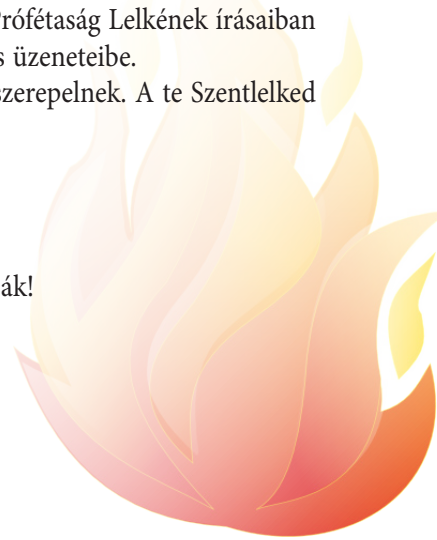 Prófétaság Lelkének írásaiban
s üzeneteibe.
szerepelnek. A te Szentlelked
ák!